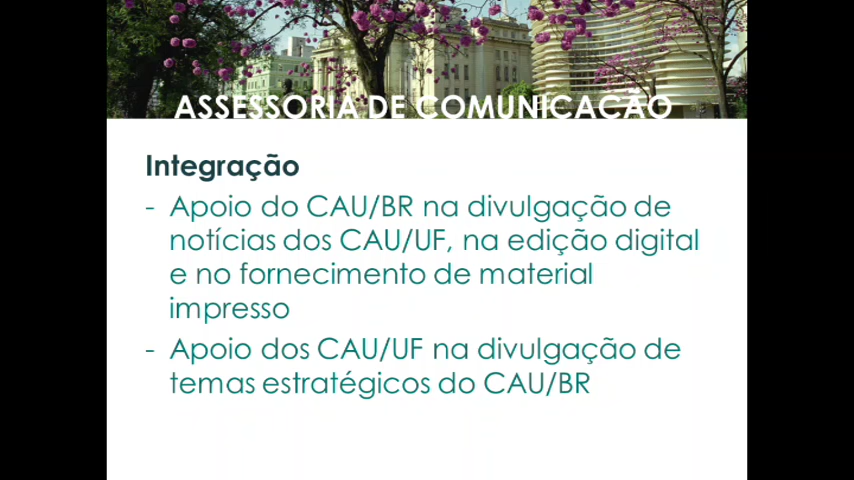 ASSESSORIA DE COMUNICAÇÃO
Integração
- Apoio do CAU/BR na divulgação de
notícias dos CAU/UF, na edição digital
e no fornecimento de material
impresso
- Apoio dos CAU/UF na divulgação de
temas estratégicos do CAU/BR